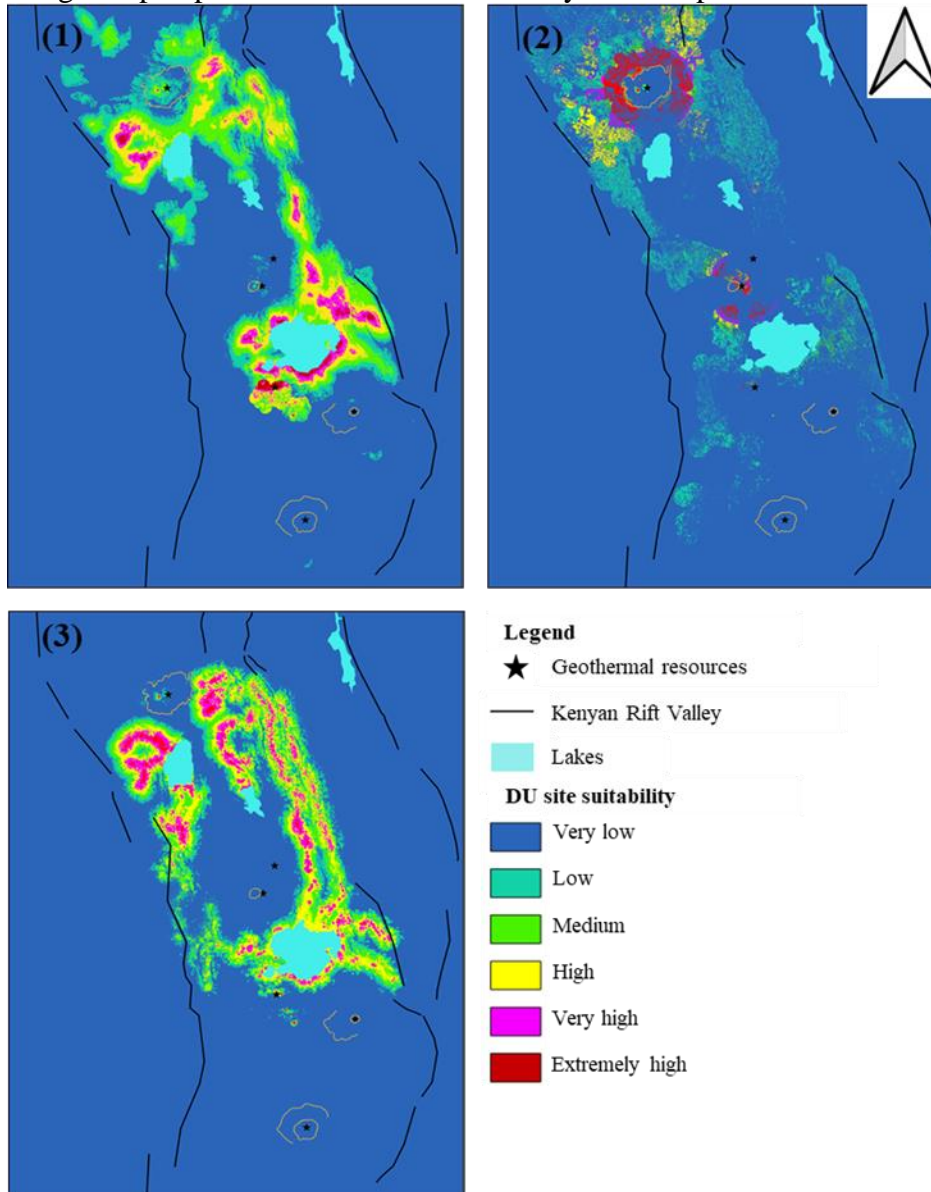 (1)
(2)
(3)
Legend
Geothermal resources
Kenyan Rift Valley
Lakes
DU site suitability
Very low
Low
Medium
High
Very high
Extremely high